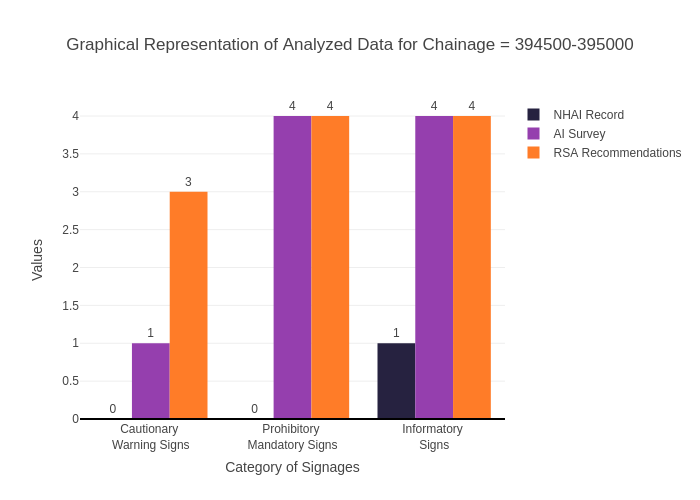 Graphical Representation of Analyzed Data for Chainage = 394500-395000
NHAI Record
AI Survey
RSA Recommendations
Values
4
3.5
3
2.5
2
1.5
1
0.5
0
0
1
3
0
4
4
1
4
4
Cautionary
Warning Signs
Prohibitory
Mandatory Signs
Informatory
Signs
Category of Signages